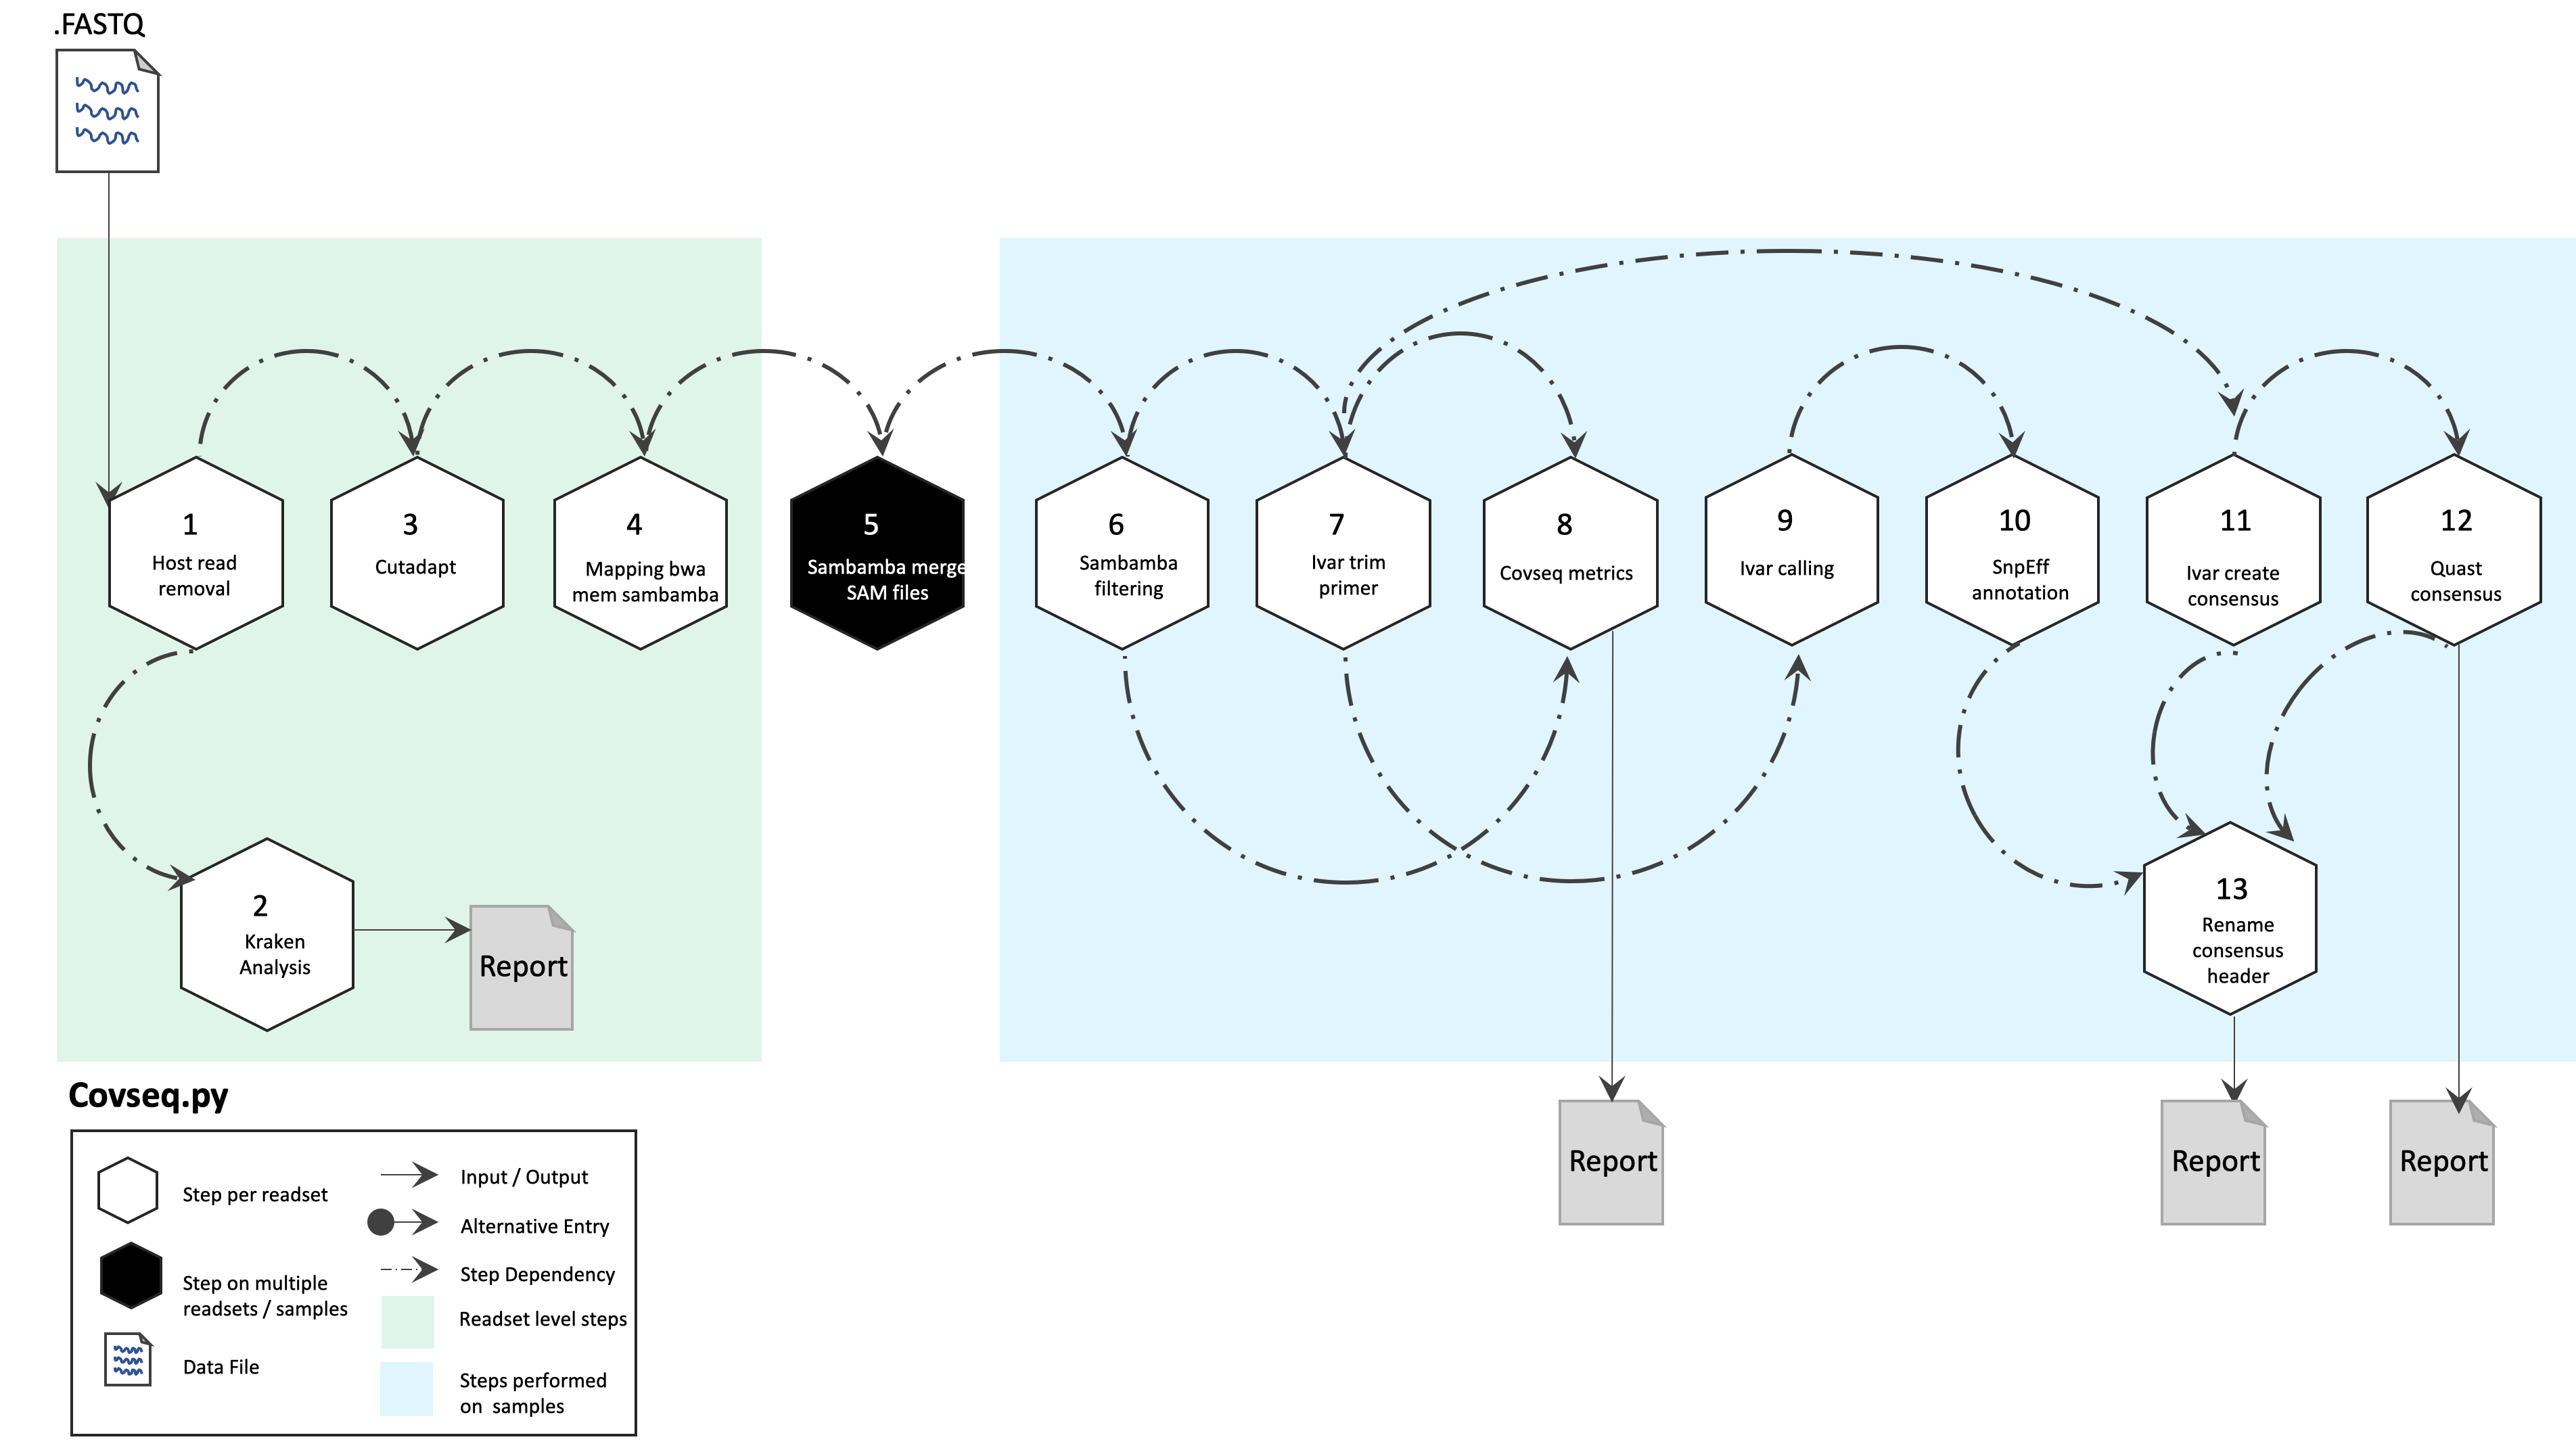 .FASTQ
1
Host read
removal
3
Cutadapt
4
Mapping bwa
mem sambamba
5
Sambamba merge
SAM files
6
Sambamba
filtering
7
Ivar trim
primer
8
Covseq metrics
9
Ivar calling
10
SnpEff
annotation
11
Ivar create
consensus
12
Quast
consensus
2
Kraken
Analysis
Report
13
Rename
consensus
header
Report
Report
Report
Covseq.py
Step per readset
Step on multiple
readsets / samples
Data File
Input / Output
Alternative Entry
Step Dependency
Readset level steps
Steps performed
on samples